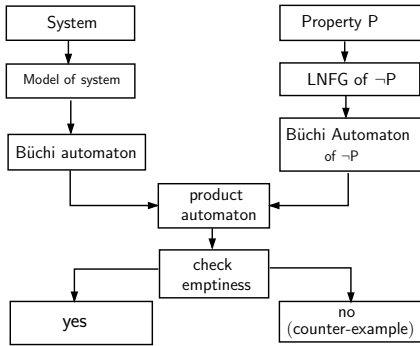 System
Property P
Model of system
LNFG of ¬P
Büchi automaton
Büchi Automaton
of ¬P
product
automaton
check
emptiness
yes
no
(counter-example)